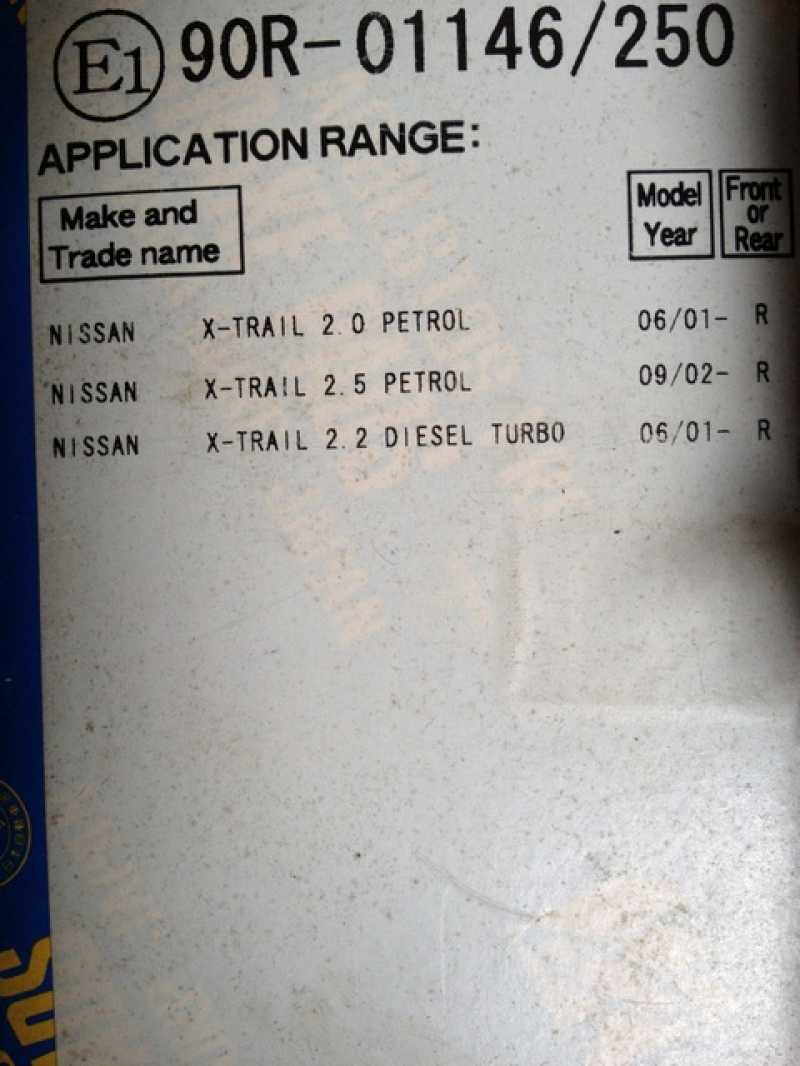 E1 90R-01146/250
APPLICATION RANGE:
Make and
Trade name
Model
Year
Front
or
Rear
NISSAN X-TRAIL 2.0 PETROL 06/01- R
NISSAN X-TRAIL 2.5 PETROL 09/02- R
NISSAN X-TRAIL 2.2 DIESEL TURBO 06/01- R